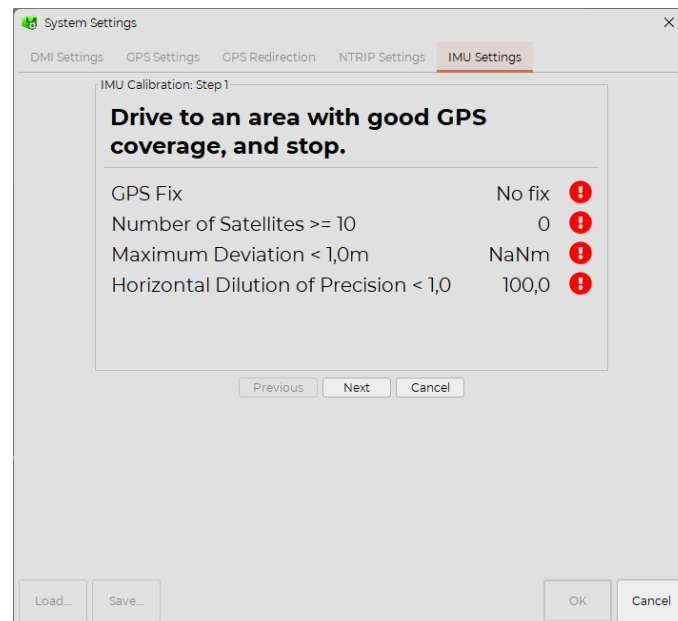 System Settings
DMI Settings GPS Settings GPS Redirection NTRIP Settings IMU Settings
IMU Calibration: Step 1
Drive to an area with good GPS
coverage, and stop.
GPS Fix No fix
Number of Satellites >= 10 0
Maximum Deviation < 1,0m NaNm
Horizontal Dilution of Precision < 1,0 100,0
Previous Next Cancel
Load... Save... OK Cancel